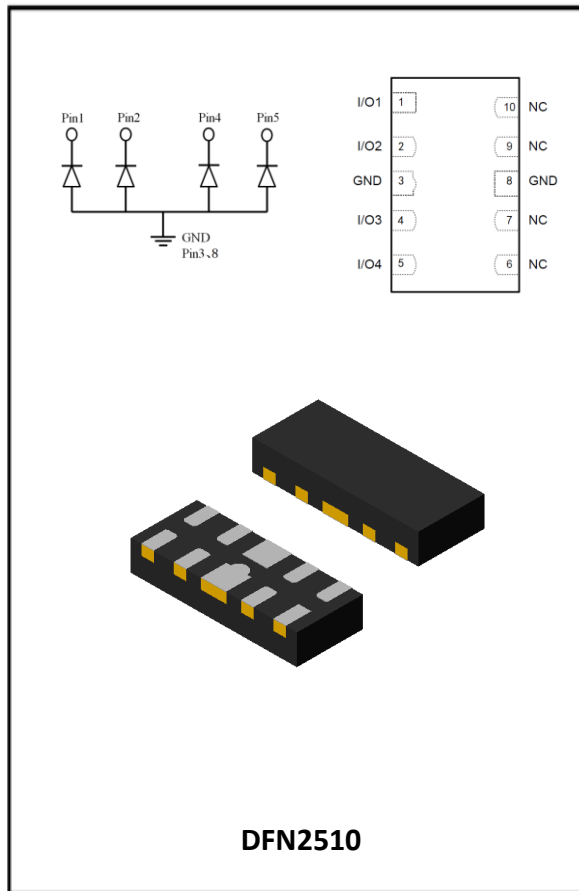 Pin1 Pin2 Pin4 Pin5
GND
Pin3、8
I/O1 1 10 NC
I/O2 2 9 NC
GND 3 8 GND
I/O3 4 7 NC
I/O4 5 6 NC
DFN2510